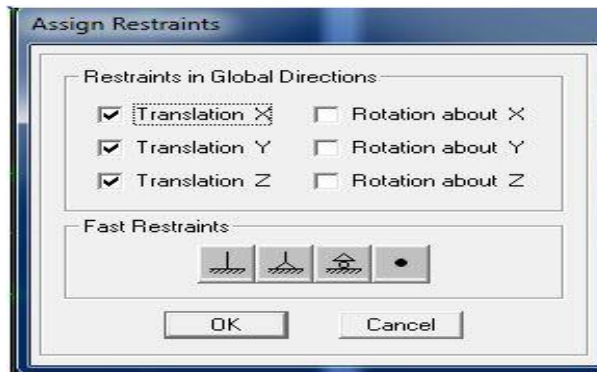 Assign Restraints
Restraints in Global Directions
Translation X Rotation about X
Translation Y Rotation about Y
Translation Z Rotation about Z
Fast Restraints
OK Cancel